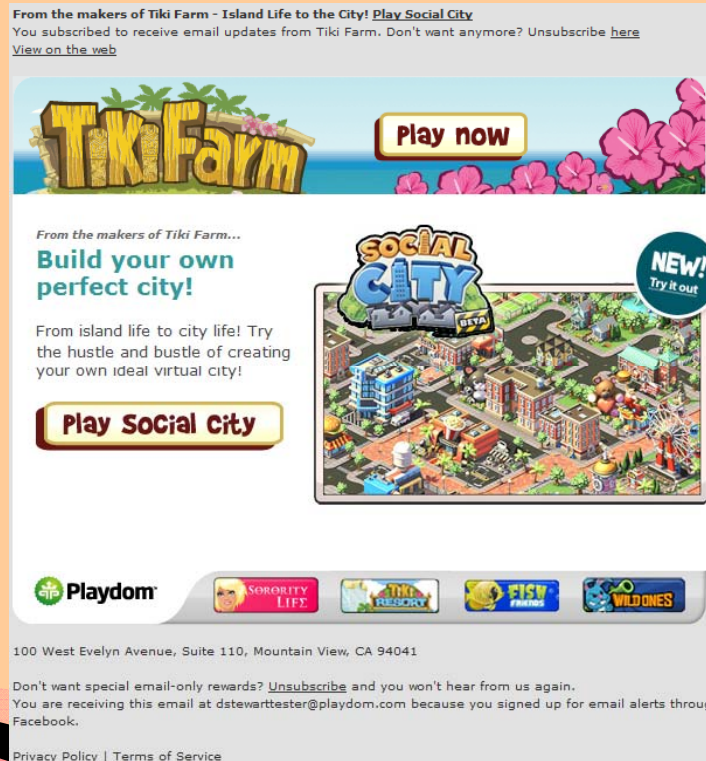 From the makers of Tiki Farm - Island Life to the City! Play Social City
You subscribed to receive email updates from Tiki Farm. Don't want anymore? Unsubscribe here
View on the web
TIKI FARM
Play now
From the makers of Tiki Farm...
Build your own
perfect city!
From island life to city life! Try
the hustle and bustle of creating
your own ideal virtual city!
Play Social City
SOCIAL
CITY
BETA
NEW!
Try it out
Playdom
SORORITY
LIFE
TIKI
RESORT
FISH
FRIENDS
WILD ONES
100 West Evelyn Avenue, Suite 110, Mountain View, CA 94041
Don't want special email-only rewards? Unsubscribe and you won't hear from us again.
You are receiving this email at dstewarttester@playdom.com because you signed up for email alerts throu
Facebook.
Privacy Policy | Terms of Service